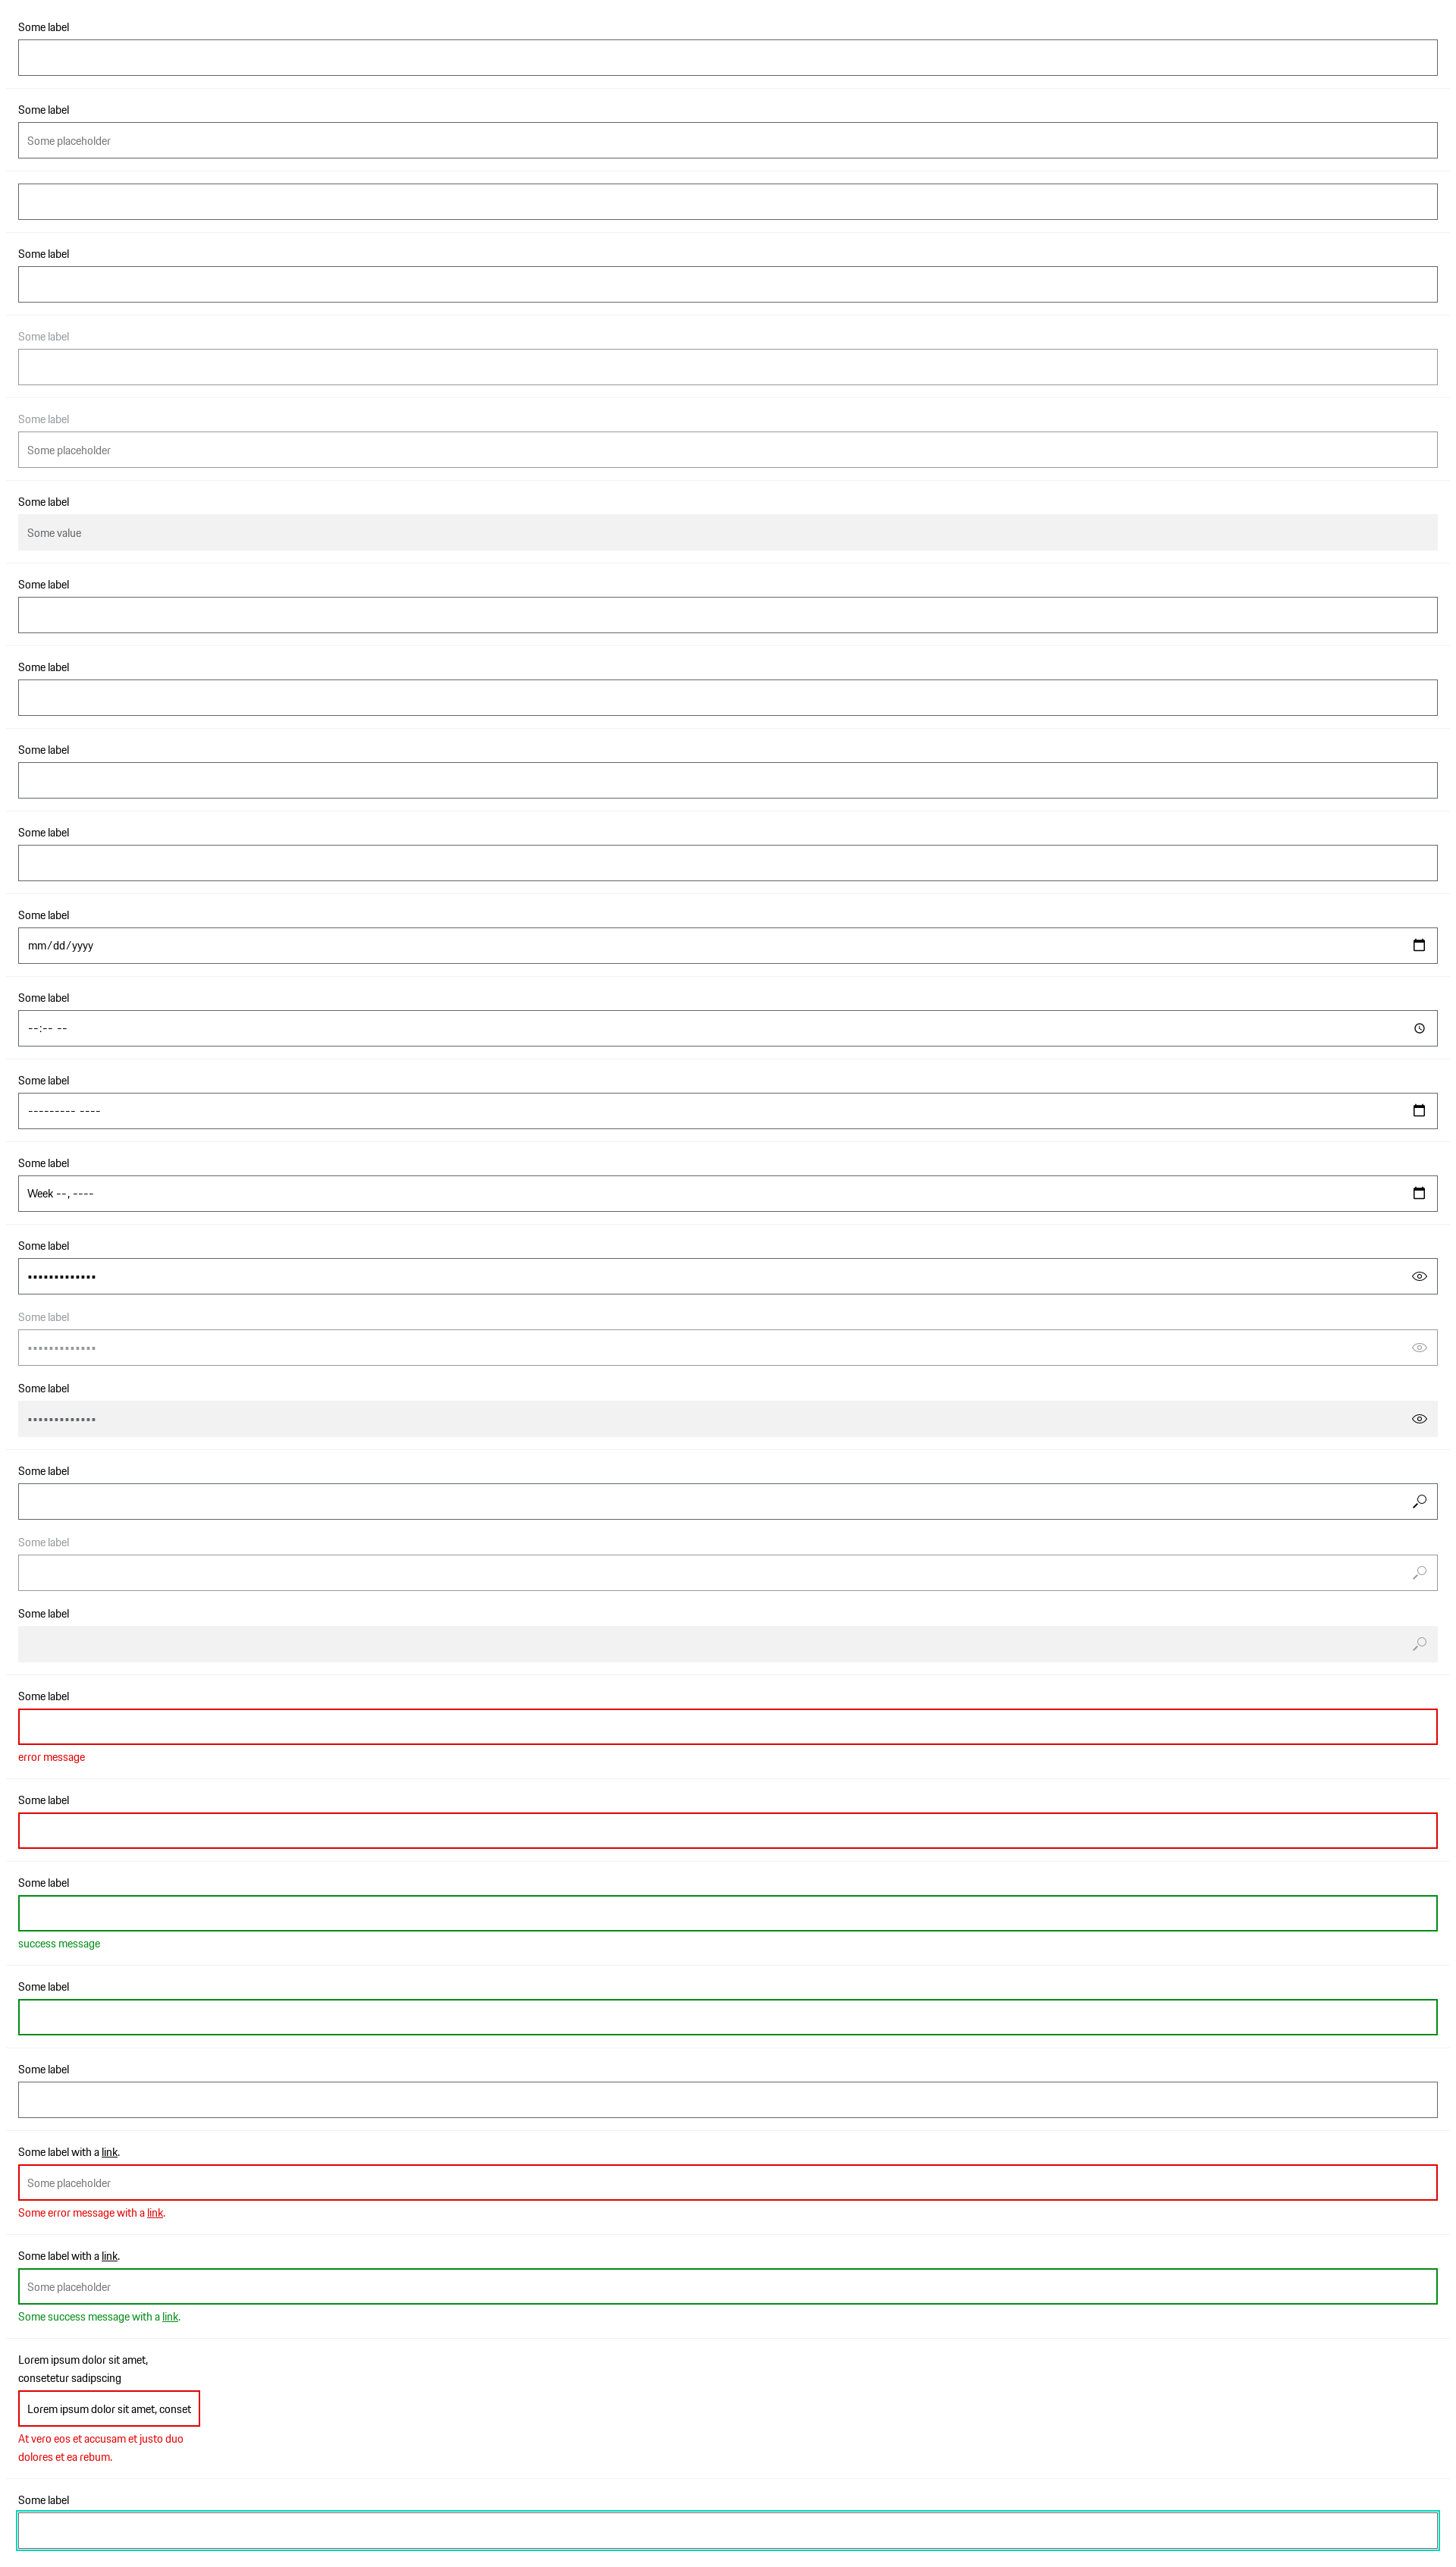 Some label
Some label
Some placeholder
Some label
Some label
Some label
Some placeholder
Some label
Some value
Some label
Some label
Some label
Some label
Some label
mm/dd/yyyy
Some label
--:-- --
Some label
--------- ----
Some label
Week --, ----
Some label
•••••••••••••
Some label
•••••••••••••
Some label
•••••••••••••
Some label
Some label
Some label
Some label
error message
Some label
Some label
success message
Some label
Some label
Some label with a link.
Some placeholder
Some error message with a link.
Some label with a link.
Some placeholder
Some success message with a link.
Lorem ipsum dolor sit amet,
consetetur sadipscing
Lorem ipsum dolor sit amet, conset
At vero eos et accusam et justo duo
dolores et ea rebum.
Some label